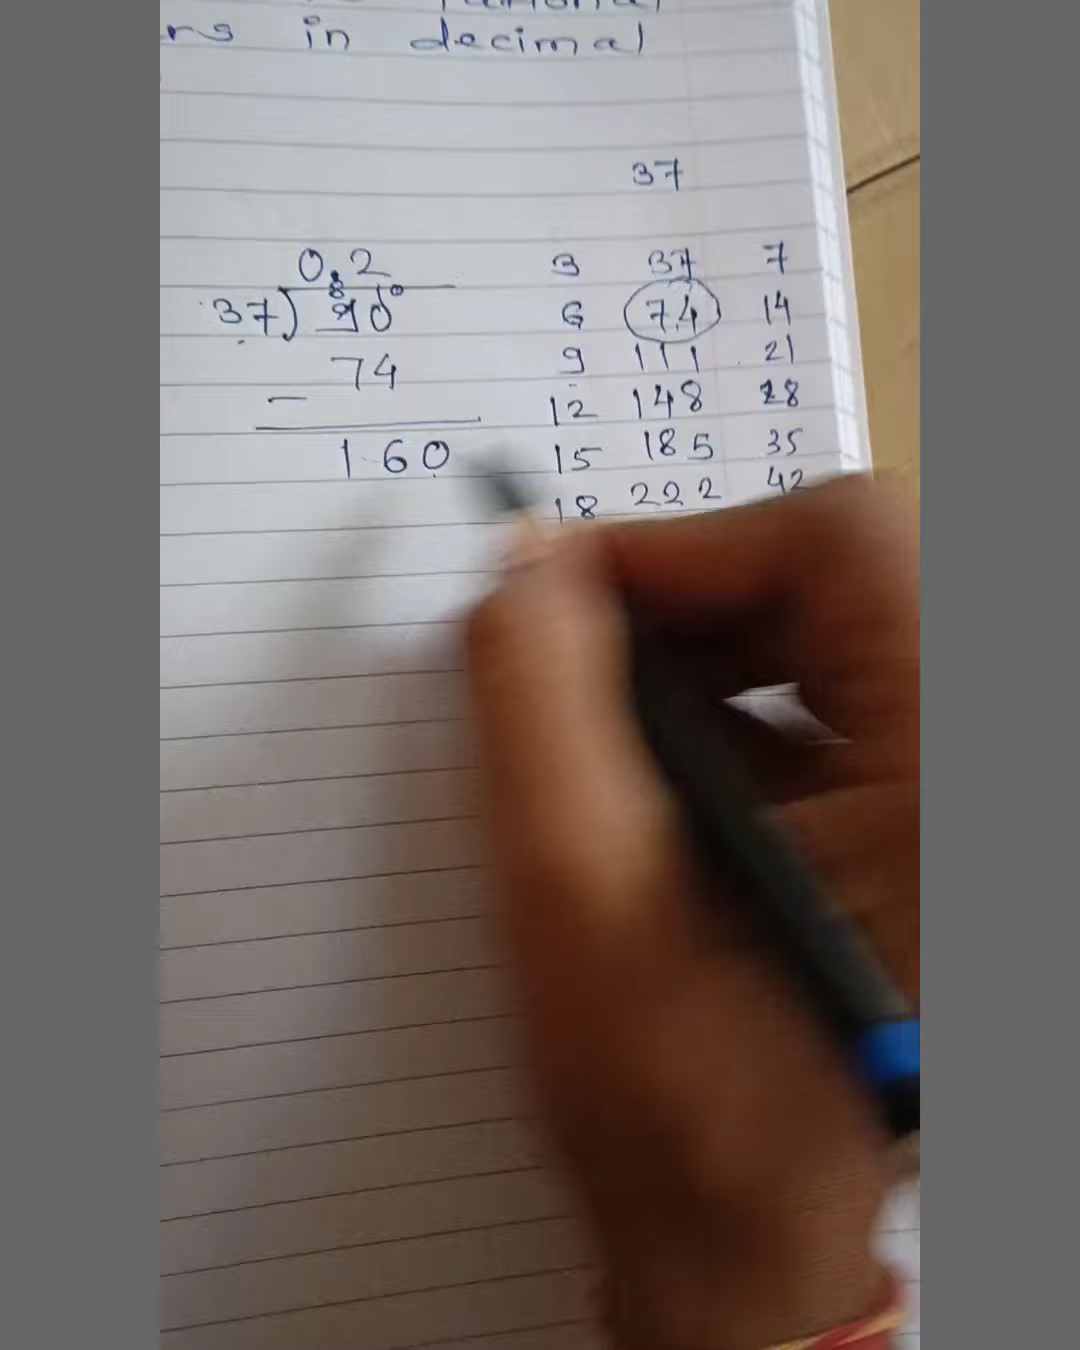 rs in decimal
37
0.2 3 37 7
37) 90 6 74 14
74 9 111 21
- 12 148 28
160 15 185 35
18 222 42